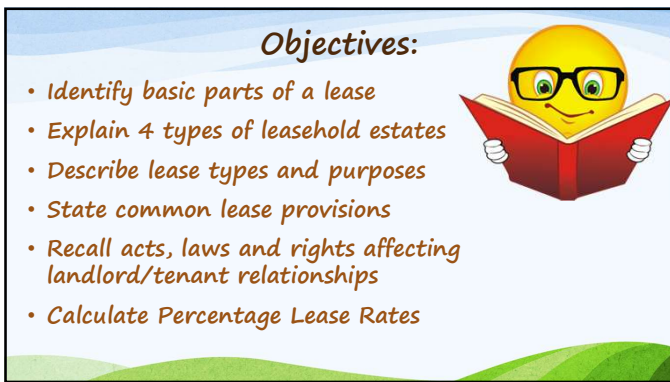 Objectives:
• Identify basic parts of a lease
• Explain 4 types of leasehold estates
• Describe lease types and purposes
• State common lease provisions
• Recall acts, laws and rights affecting
landlord/tenant relationships
• Calculate Percentage Lease Rates